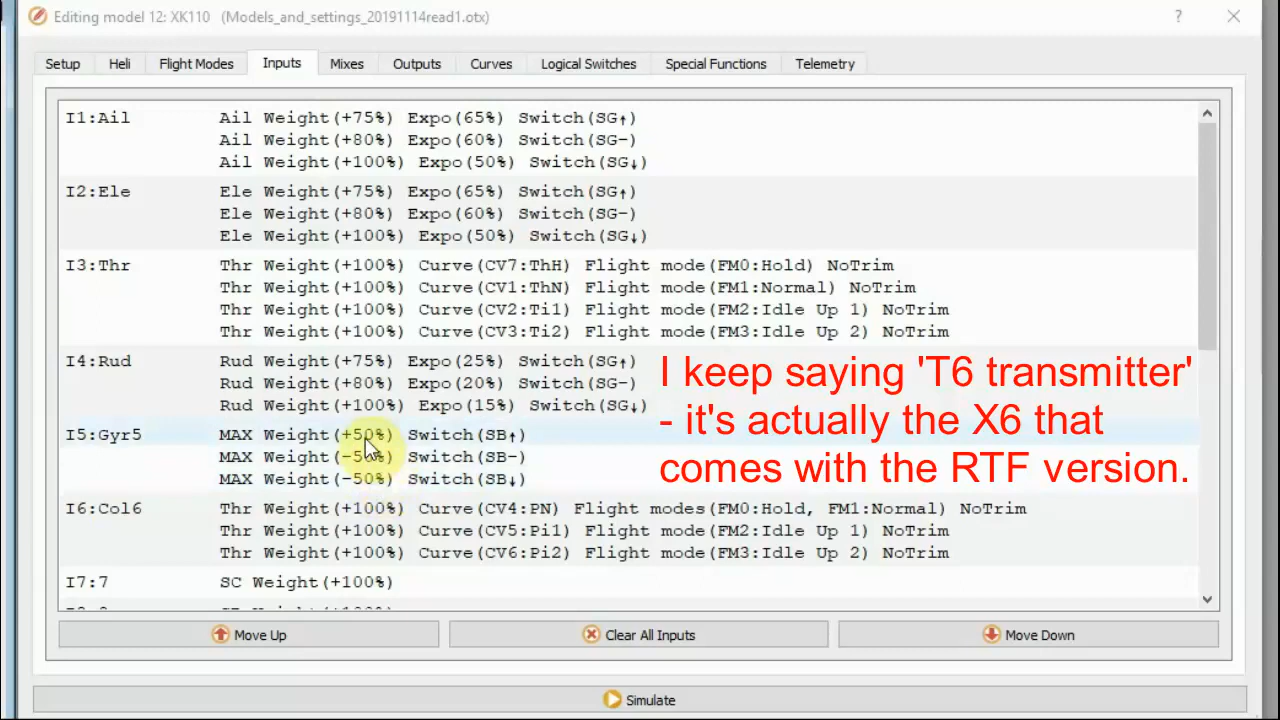 Editing model 12: XK110   (Models_and_settings_20191114read1.otx)
?
Setup Heli Flight Modes Inputs Mixes Outputs Curves Logical Switches Special Functions Telemetry
I1:Ail Ail Weight(+75%) Expo(65%) Switch(SG↑)
Ail Weight(+80%) Expo(60%) Switch(SG-)
Ail Weight(+100%) Expo(50%) Switch(SG↓)
I2:Ele Ele Weight(+75%) Expo(65%) Switch(SG↑)
Ele Weight(+80%) Expo(60%) Switch(SG-)
Ele Weight(+100%) Expo(50%) Switch(SG↓)
I3:Thr Thr Weight(+100%) Curve(CV7:ThH) Flight mode(FM0:Hold) NoTrim
Thr Weight(+100%) Curve(CV1:ThN) Flight mode(FM1:Normal) NoTrim
Thr Weight(+100%) Curve(CV2:Ti1) Flight mode(FM2:Idle Up 1) NoTrim
Thr Weight(+100%) Curve(CV3:Ti2) Flight mode(FM3:Idle Up 2) NoTrim
I4:Rud Rud Weight(+75%) Expo(25%) Switch(SG↑)
Rud Weight(+80%) Expo(20%) Switch(SG-)
Rud Weight(+100%) Expo(15%) Switch(SG↓)
I keep saying 'T6 transmitter'
- it's actually the X6 that
comes with the RTF version.
I5:Gyr5 MAX Weight(+50%) Switch(SB↑)
MAX Weight(-50%) Switch(SB-)
MAX Weight(-50%) Switch(SB↓)
I6:Col6 Thr Weight(+100%) Curve(CV4:PN) Flight modes(FM0:Hold, FM1:Normal) NoTrim
Thr Weight(+100%) Curve(CV5:Pi1) Flight mode(FM2:Idle Up 1) NoTrim
Thr Weight(+100%) Curve(CV6:Pi2) Flight mode(FM3:Idle Up 2) NoTrim
I7:7 SC Weight(+100%)
Move Up Clear All Inputs Move Down
Simulate